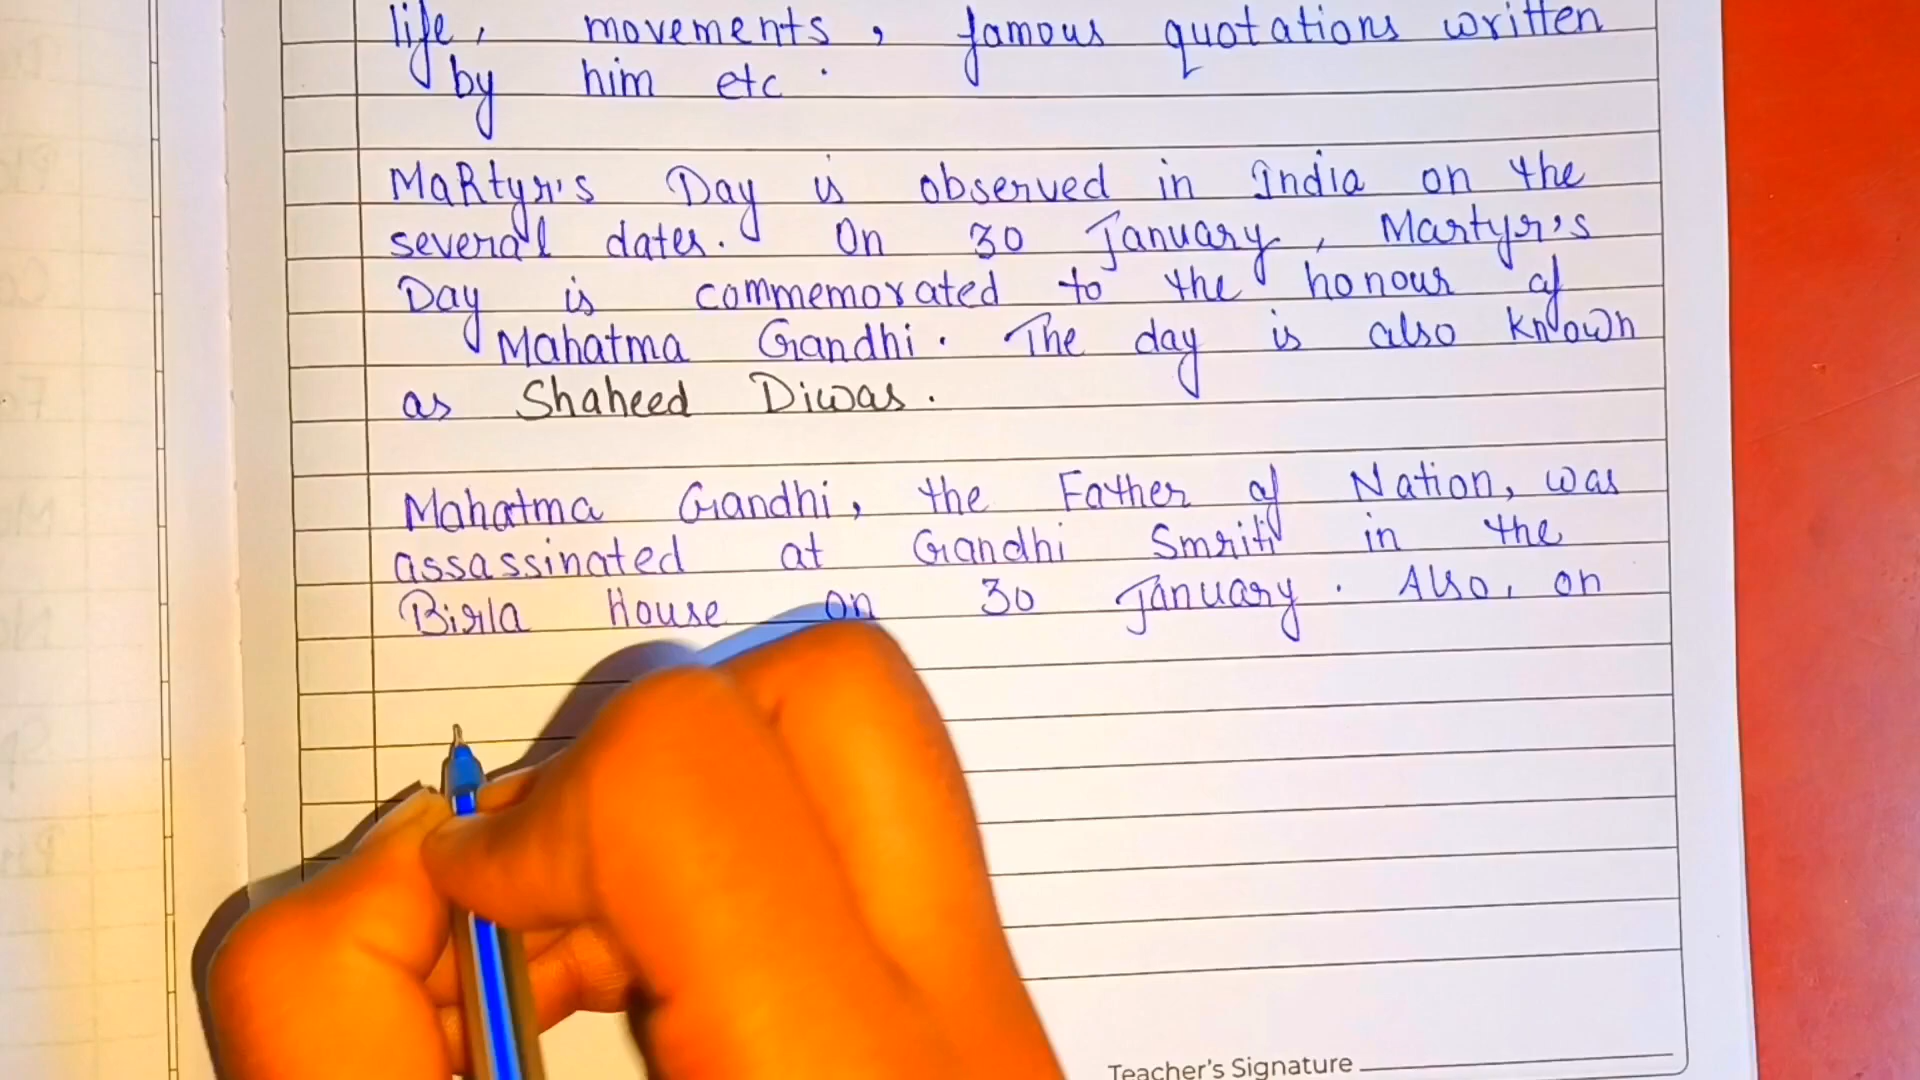 life, movements, famous quotations written
by him etc.
MaRtyr's Day is observed in India on the
several dates. On 30 January, Martyr's
Day is commemorated to the honour of
Mahatma Gandhi. The day is also known
as Shaheed Diwas.
Mahatma Gandhi, the Father of Nation, was
assassinated at Gandhi Smriti in the
Birla House on 30 January. Also, on
Teacher's Signature